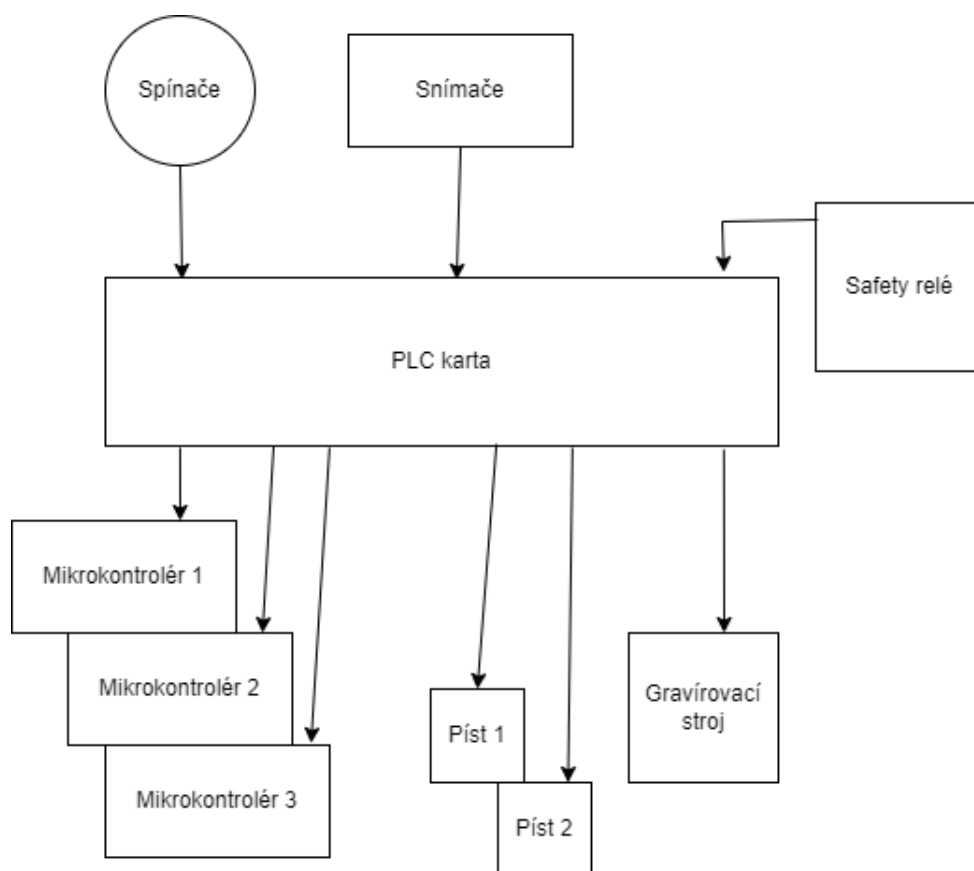 Spínače
Snímače
Safety relé
PLC karta
Mikrokontrolér 1
Mikrokontrolér 2
Mikrokontrolér 3
Píst 1
Píst 2
Gravírovací
stroj